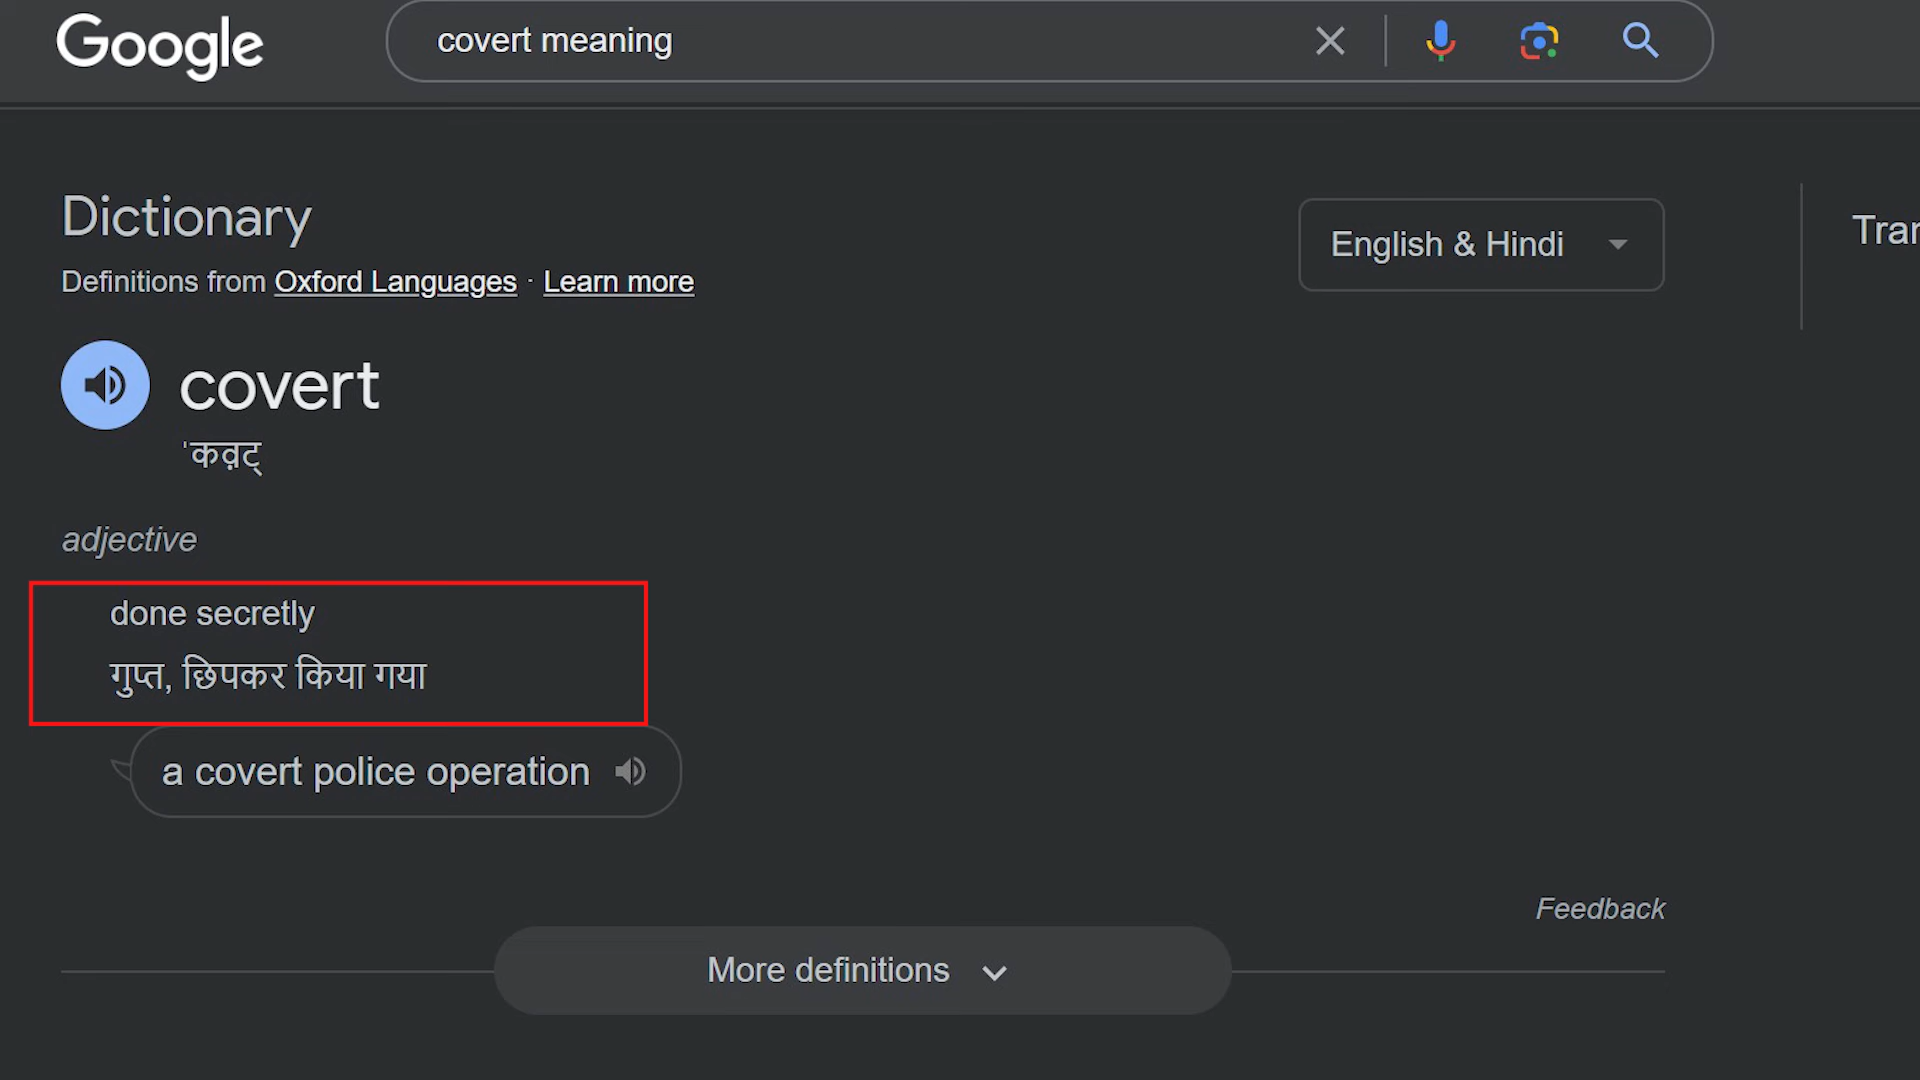 Google
covert meaning
Dictionary
English & Hindi
Definitions from Oxford Languages · Learn more
covert
ˈकव़ट्
adjective
done secretly
गुप्त, छिपकर किया गया
a covert police operation
Feedback
More definitions